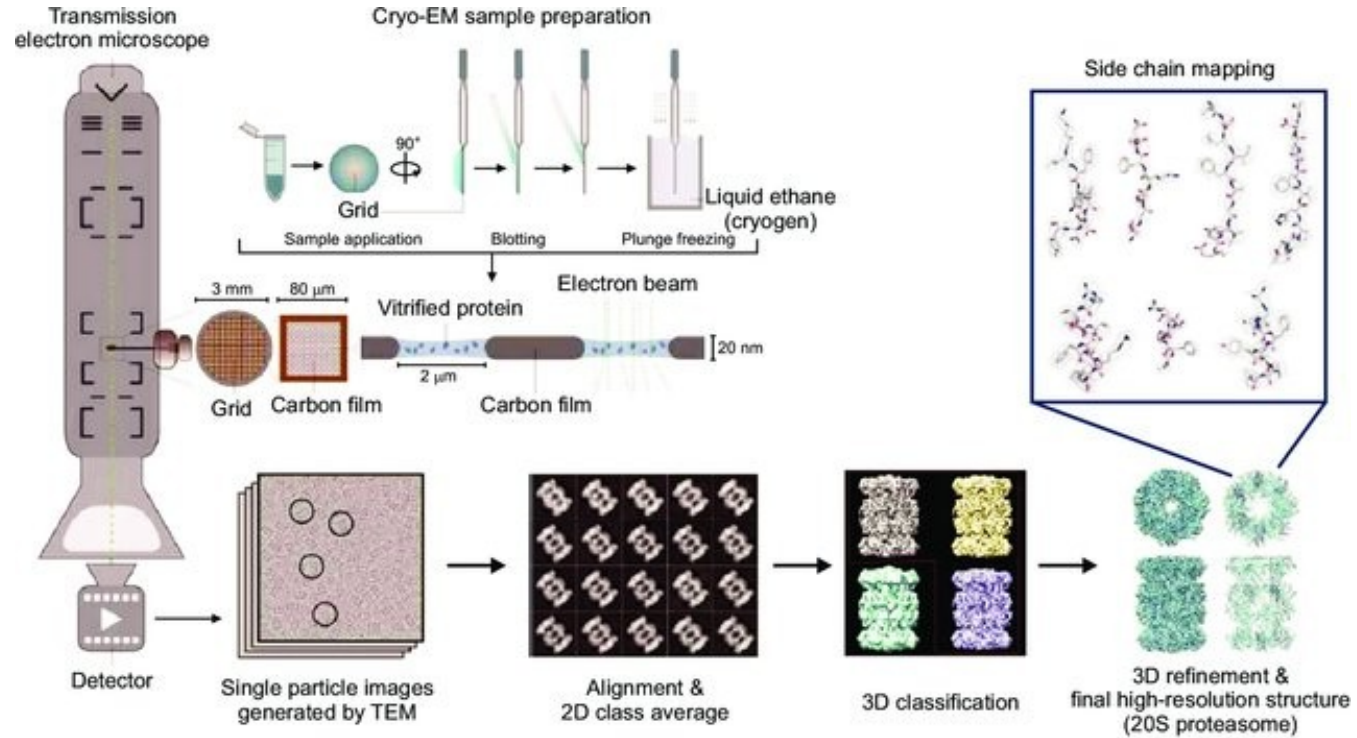 Transmission
electron microscope
Cryo-EM sample preparation
Side chain mapping
90°
Grid
Liquid ethane
(cryogen)
Sample application
Blotting
Plunge freezing
3 mm
80 µm
Vitrified protein
Electron beam
20 nm
2 µm
Grid
Carbon film
Carbon film
Detector
Single particle images
generated by TEM
Alignment &
2D class average
3D classification
3D refinement &
final high-resolution structure
(20S proteasome)